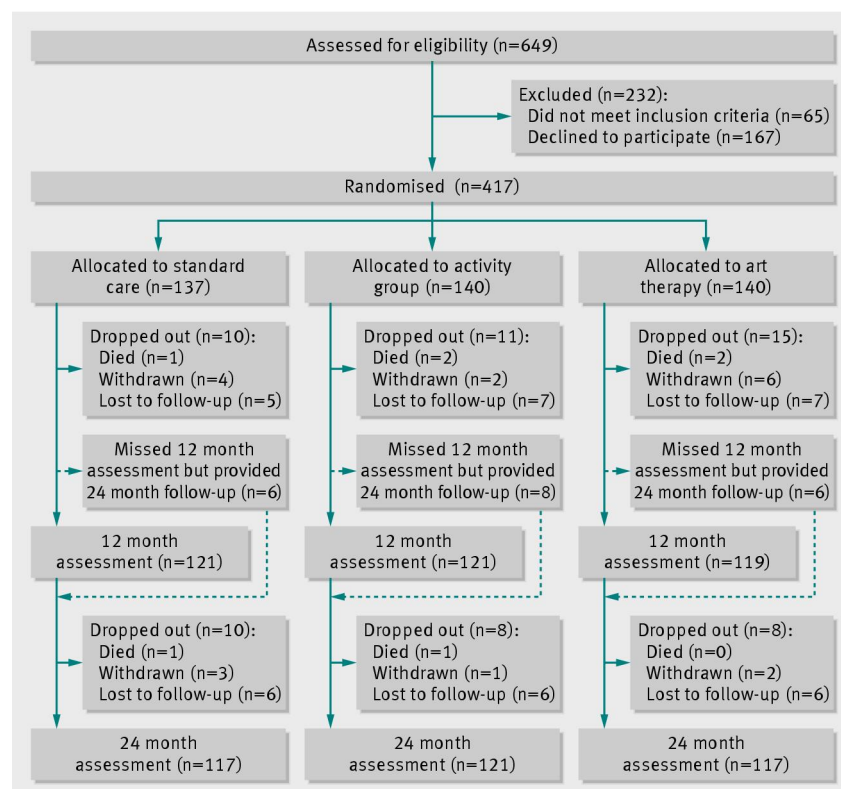 Assessed for eligibility (n=649)
Excluded (n=232):
Did not meet inclusion criteria (n=65)
Declined to participate (n=167)
Randomised (n=417)
Allocated to standard
care (n=137)
Allocated to activity
group (n=140)
Allocated to art
therapy (n=140)
Dropped out (n=10):
Died (n=1)
Withdrawn (n=4)
Lost to follow-up (n=5)
Dropped out (n=11):
Died (n=2)
Withdrawn (n=2)
Lost to follow-up (n=7)
Dropped out (n=15):
Died (n=2)
Withdrawn (n=6)
Lost to follow-up (n=7)
Missed 12 month
assessment but provided
24 month follow-up (n=6)
Missed 12 month
assessment but provided
24 month follow-up (n=8)
Missed 12 month
assessment but provided
24 month follow-up (n=6)
12 month
assessment (n=121)
12 month
assessment (n=121)
12 month
assessment (n=119)
Dropped out (n=10):
Died (n=1)
Withdrawn (n=3)
Lost to follow-up (n=6)
Dropped out (n=8):
Died (n=1)
Withdrawn (n=1)
Lost to follow-up (n=6)
Dropped out (n=8):
Died (n=0)
Withdrawn (n=2)
Lost to follow-up (n=6)
24 month
assessment (n=117)
24 month
assessment (n=121)
24 month
assessment (n=117)